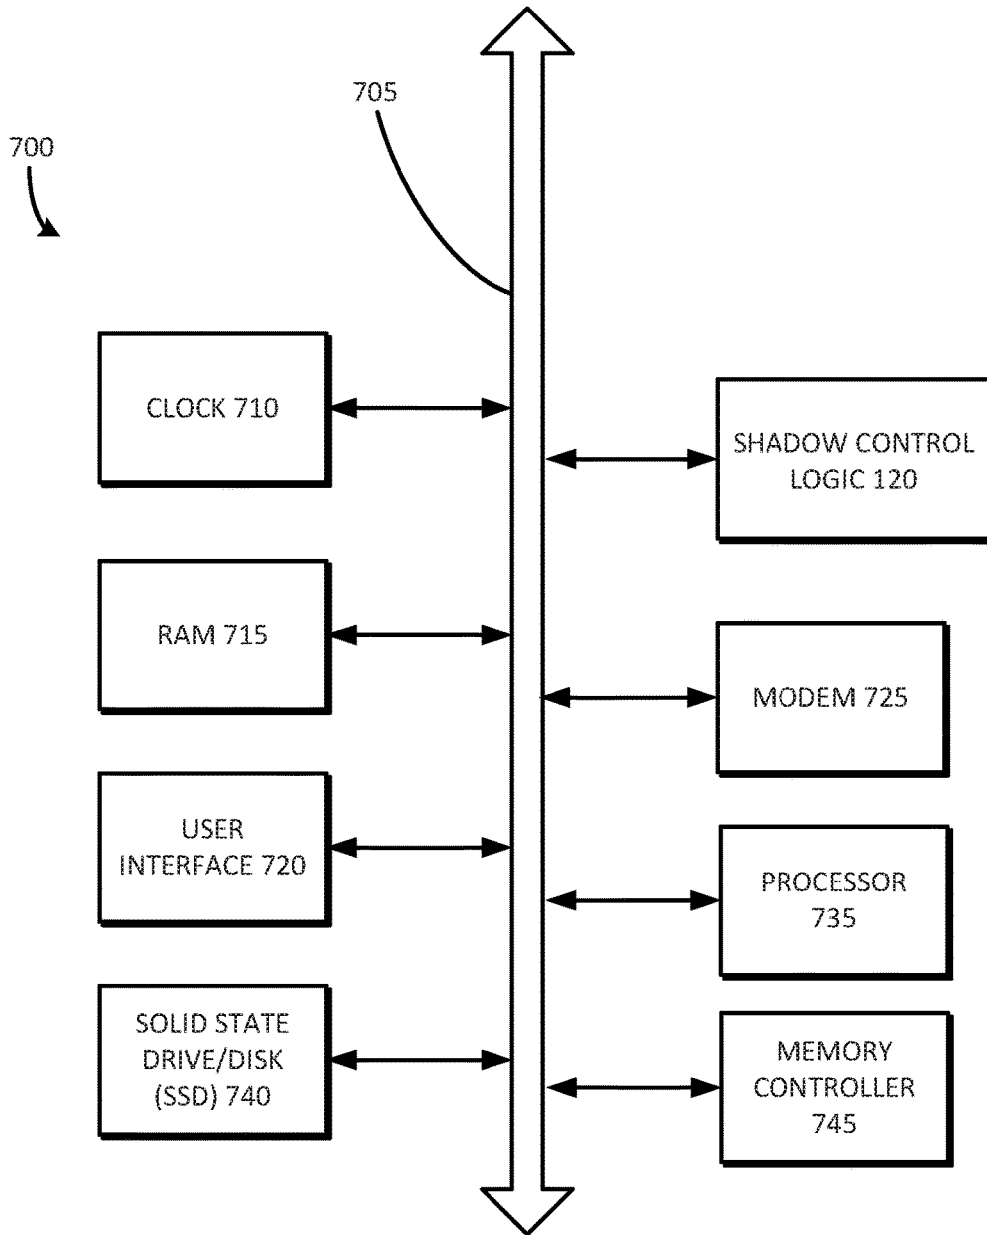 705
700
CLOCK 710
SHADOW CONTROL
LOGIC 120
RAM 715
MODEM 725
USER
INTERFACE 720
PROCESSOR
735
SOLID STATE
DRIVE/DISK
(SSD) 740
MEMORY
CONTROLLER
745